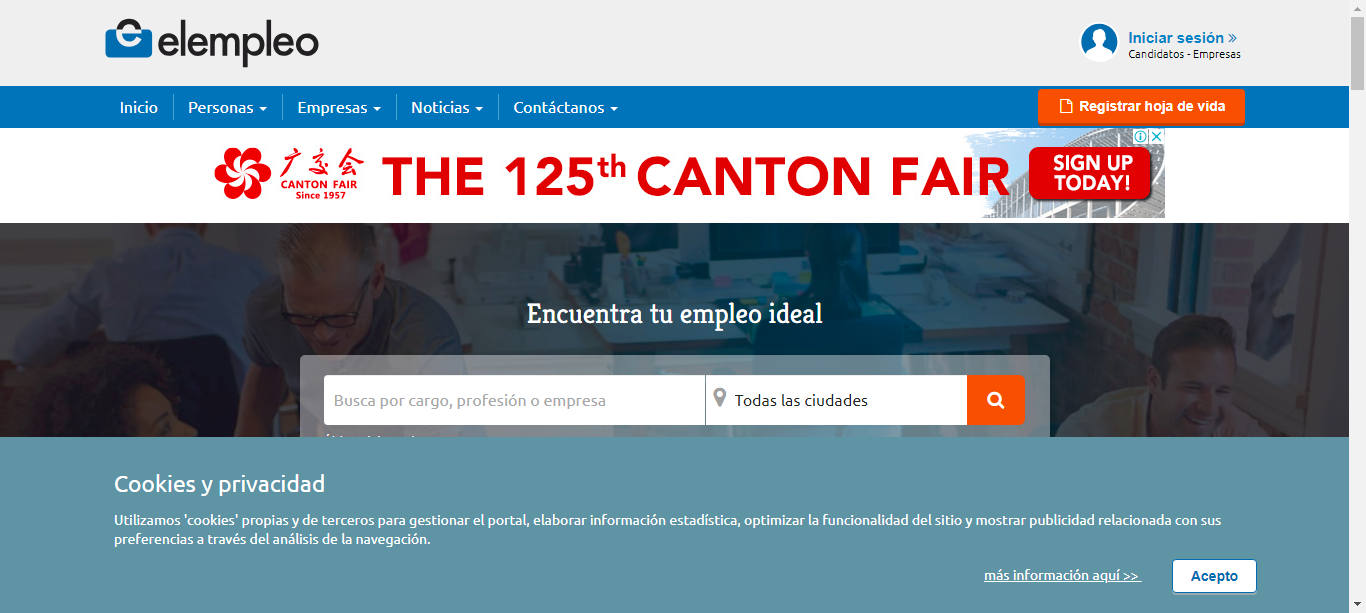 elempleo
Iniciar sesión »
Candidatos - Empresas
Inicio
Personas
Empresas
Noticias
Contáctanos
Registrar hoja de vida
广交会
CANTON FAIR
Since 1957
THE 125th CANTON FAIR
SIGN UP
TODAY!
Encuentra tu empleo ideal
Busca por cargo, profesión o empresa
Todas las ciudades
Cookies y privacidad
Utilizamos 'cookies' propias y de terceros para gestionar el portal, elaborar información estadística, optimizar la funcionalidad del sitio y mostrar publicidad relacionada con sus
preferencias a través del análisis de la navegación.
más información aquí >>
Acepto